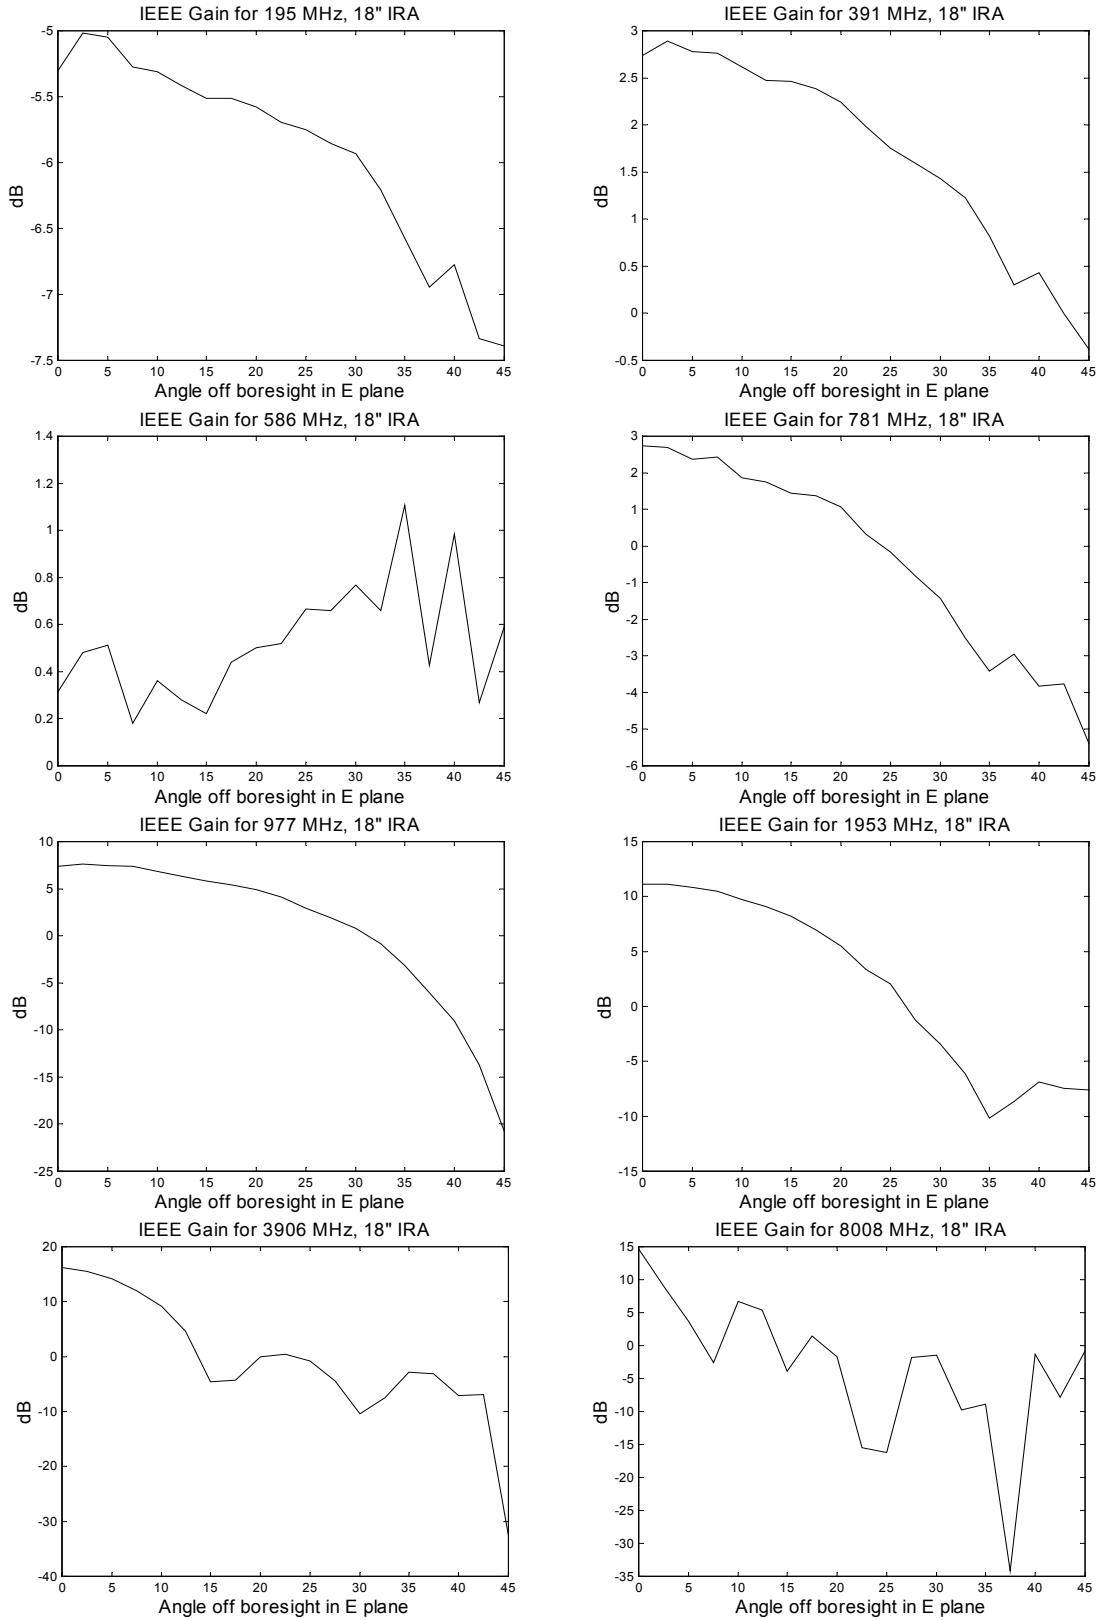 IEEE Gain for 195 MHz, 18" IRA
-5
-5.5
-6
-6.5
-7
-7.5
dB
0 5 10 15 20 25 30 35 40 45
Angle off boresight in E plane
IEEE Gain for 391 MHz, 18" IRA
3
2.5
2
1.5
1
0.5
0
-0.5
dB
0 5 10 15 20 25 30 35 40 45
Angle off boresight in E plane
IEEE Gain for 586 MHz, 18" IRA
1.4
1.2
1
0.8
0.6
0.4
0.2
0
dB
0 5 10 15 20 25 30 35 40 45
Angle off boresight in E plane
IEEE Gain for 781 MHz, 18" IRA
3
2
1
0
-1
-2
-3
-4
-5
-6
dB
0 5 10 15 20 25 30 35 40 45
Angle off boresight in E plane
IEEE Gain for 977 MHz, 18" IRA
10
5
0
-5
-10
-15
-20
-25
dB
0 5 10 15 20 25 30 35 40 45
Angle off boresight in E plane
IEEE Gain for 1953 MHz, 18" IRA
15
10
5
0
-5
-10
-15
dB
0 5 10 15 20 25 30 35 40 45
Angle off boresight in E plane
IEEE Gain for 3906 MHz, 18" IRA
20
10
0
-10
-20
-30
-40
dB
0 5 10 15 20 25 30 35 40 45
Angle off boresight in E plane
IEEE Gain for 8008 MHz, 18" IRA
15
10
5
0
-5
-10
-15
-20
-25
-30
-35
dB
0 5 10 15 20 25 30 35 40 45
Angle off boresight in E plane